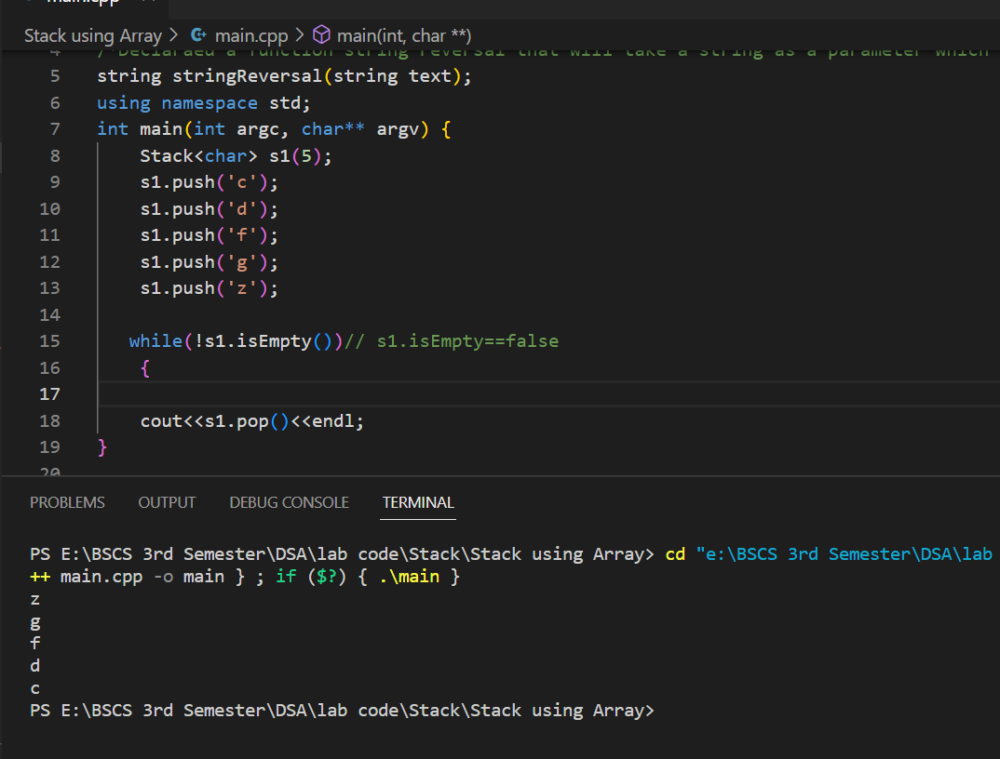 main.cpp
Stack using Array > main.cpp > main(int, char **)
4 / Declaraed a function string reversal that will take a string as a parameter which
5 string stringReversal(string text);
6 using namespace std;
7 int main(int argc, char** argv) {
8 Stack<char> s1(5);
9 s1.push('c');
10 s1.push('d');
11 s1.push('f');
12 s1.push('g');
13 s1.push('z');
14
15 while(!s1.isEmpty())// s1.isEmpty==false
16 {
17
18 cout<<s1.pop()<<endl;
19 }
20
PROBLEMS OUTPUT DEBUG CONSOLE TERMINAL
PS E:\BSCS 3rd Semester\DSA\lab code\Stack\Stack using Array> cd "e:\BSCS 3rd Semester\DSA\lab
++ main.cpp -o main } ; if ($?) { .\main }
z
g
f
d
c
PS E:\BSCS 3rd Semester\DSA\lab code\Stack\Stack using Array>